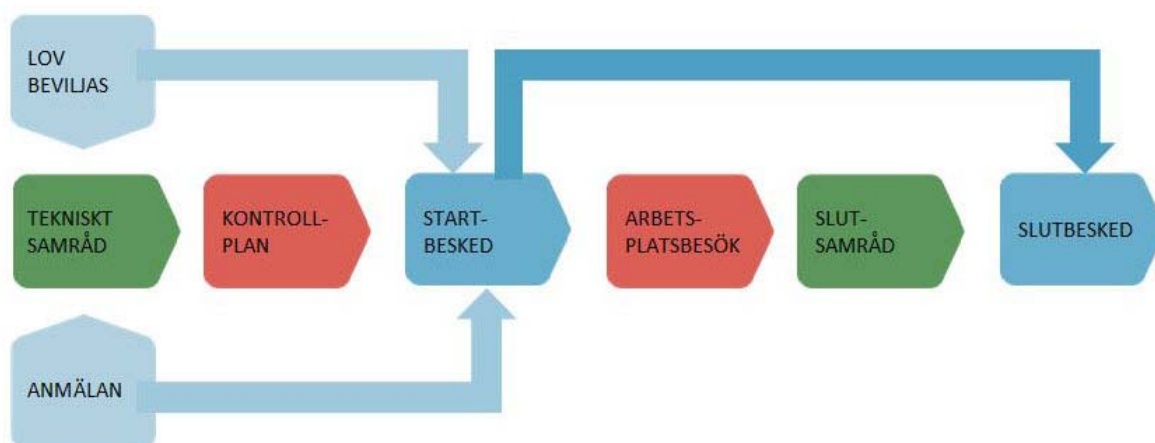 LOV
BEVILJAS
TEKNISKT
SAMRÅD
KONTROLL-
PLAN
START-
BESKED
ARBETS-
PLATSBESÖK
SLUT-
SAMRÅD
SLUTBESKED
ANMÄLAN